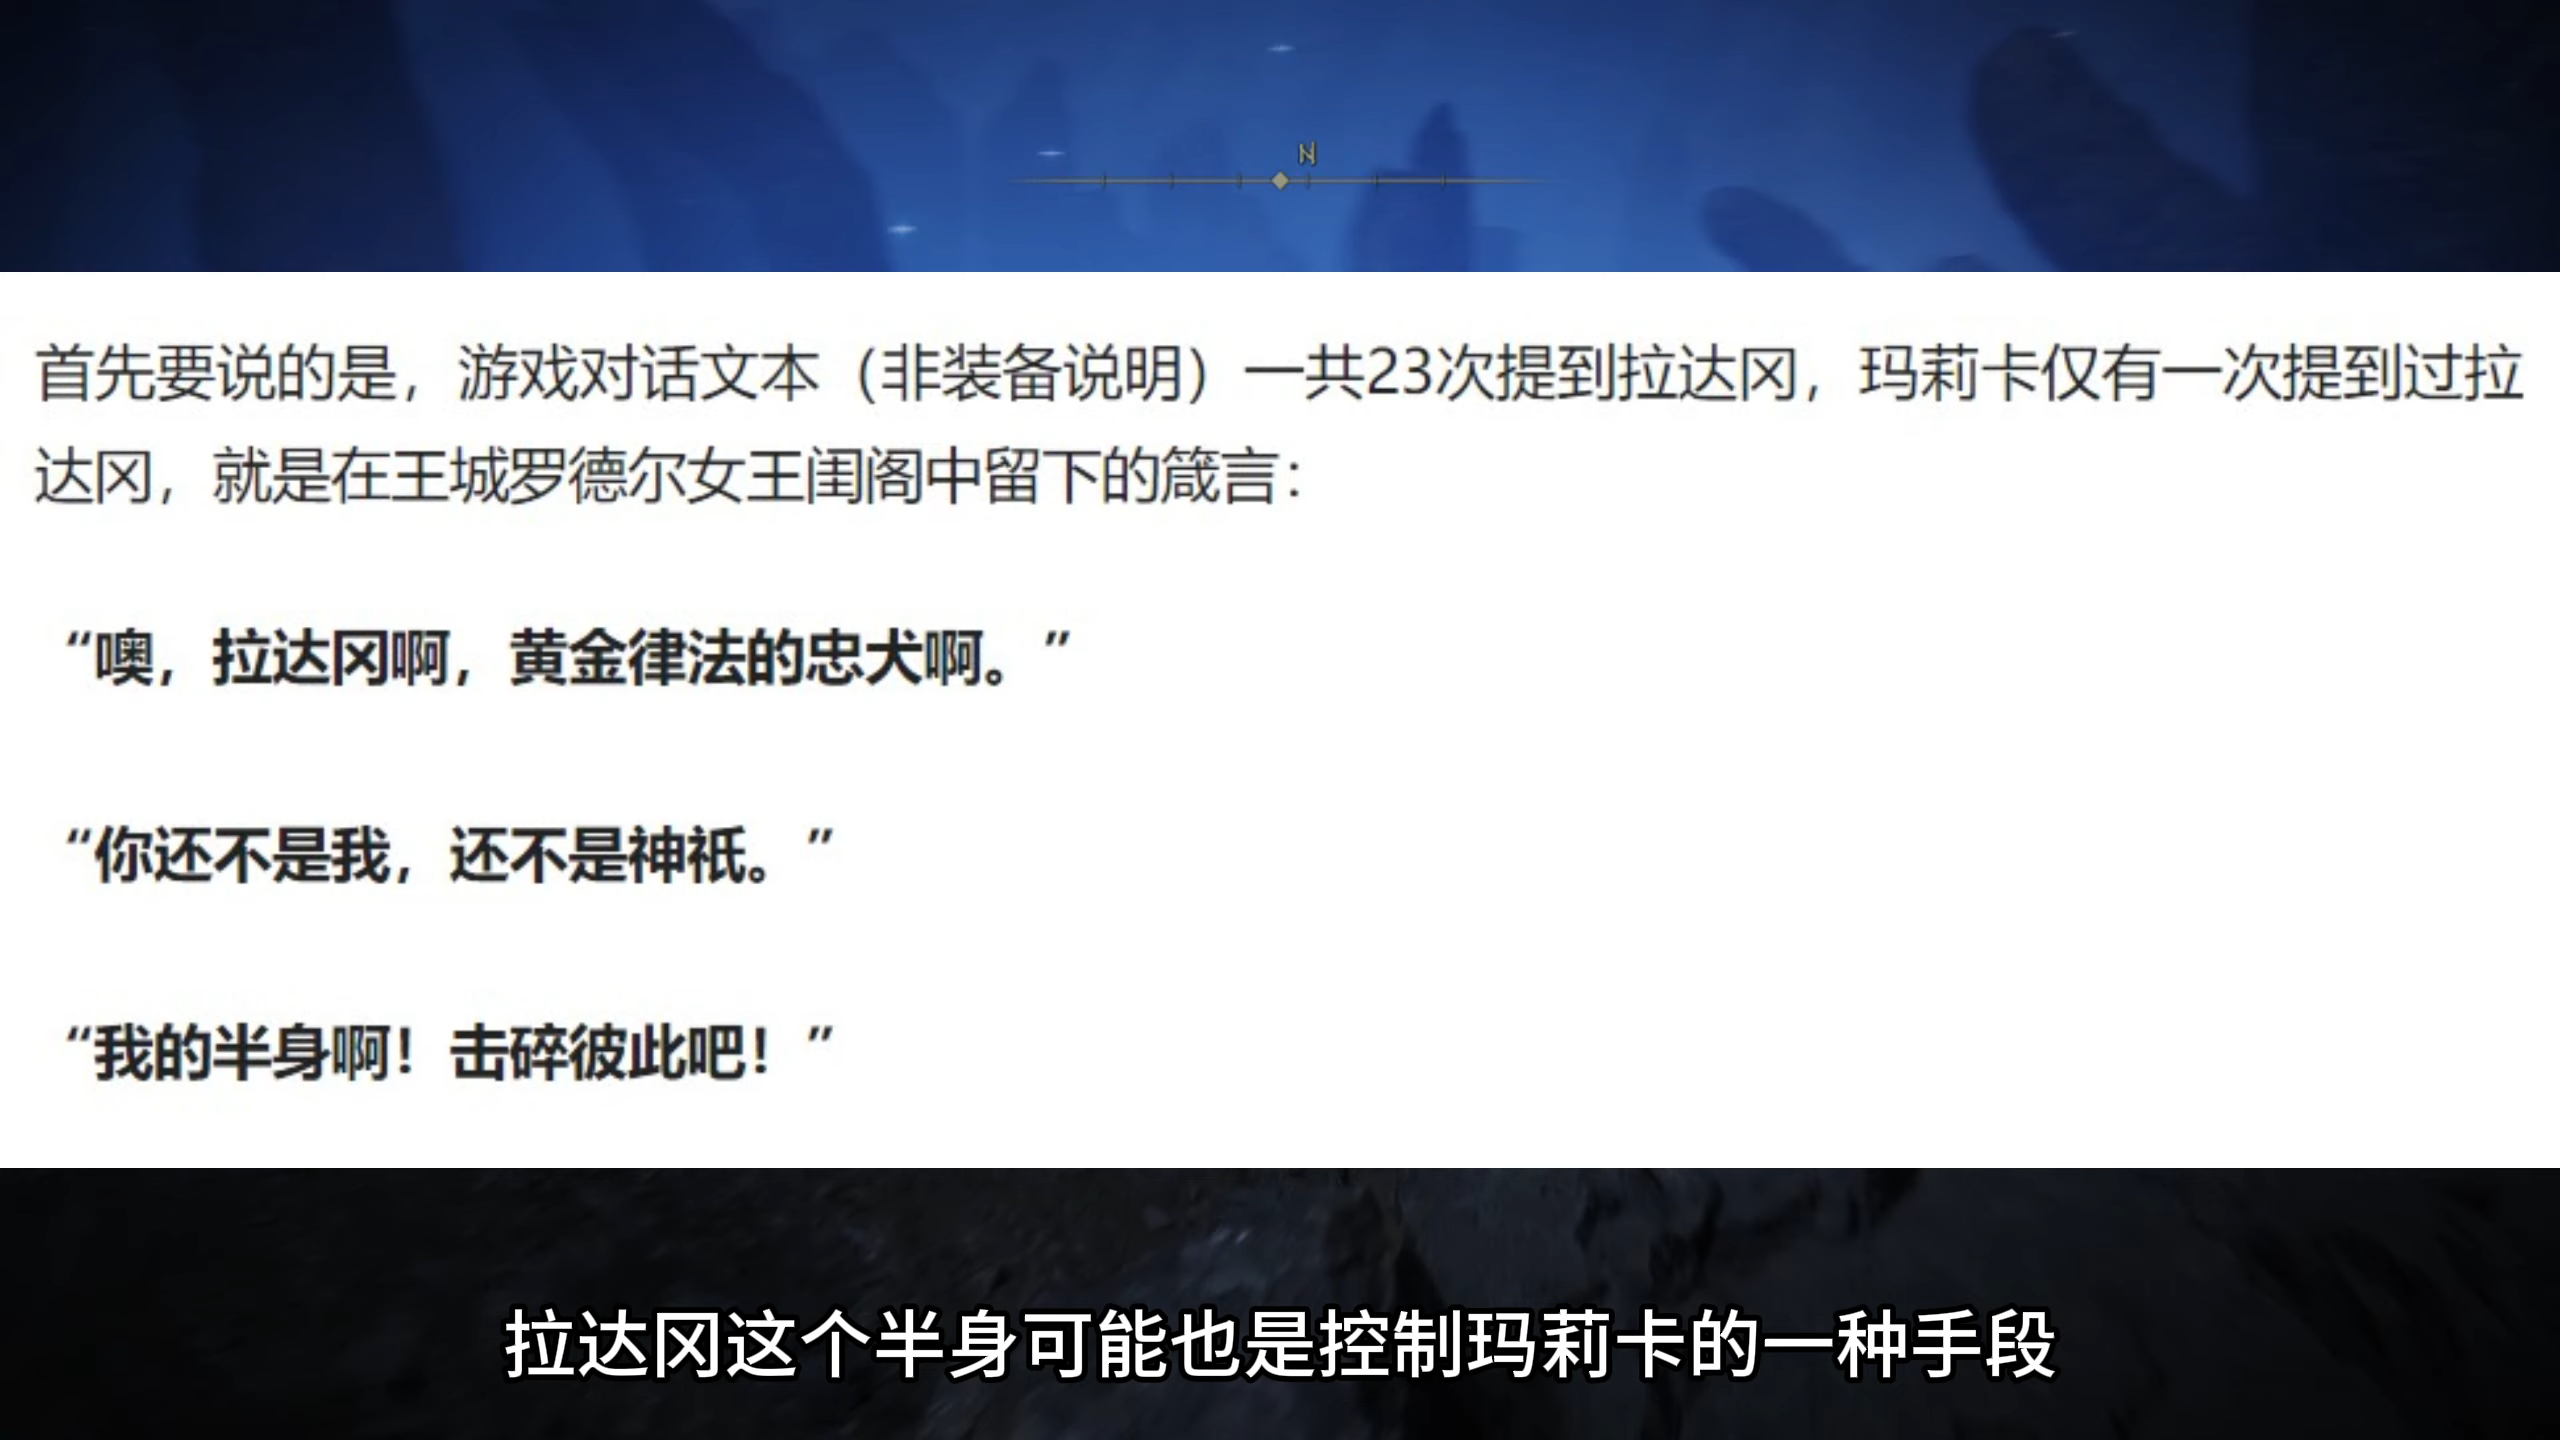 N
首先要说的是，游戏对话文本（非装备说明）一共23次提到拉达冈，玛莉卡仅有一次提到过拉
达冈，就是在王城罗德尔女王闺阁中留下的箴言：
“噢，拉达冈啊，黄金律法的忠犬啊。”
“你还不是我，还不是神祇。”
“我的半身啊！击碎彼此吧！”
拉达冈这个半身可能也是控制玛莉卡的一种手段